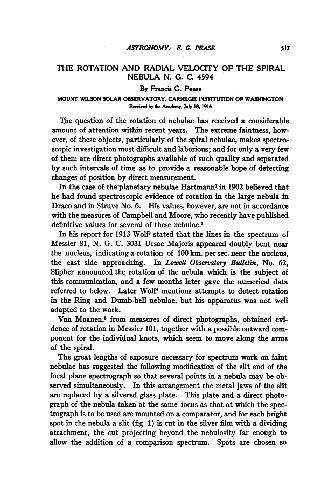 ASTRONOMY: F. G. PEASE 517
THE ROTATION AND RADIAL VELOCITY OF THE SPIRAL
NEBULA N. G. C. 4594
By Francis G. Pease
MOUNT WILSON SOLAR OBSERVATORY, CARNEGIE INSTITUTION OF WASHINGTON
Received by the Academy, July 18, 1916
The question of the rotation of nebulae has received a considerable
amount of attention within recent years. The extreme faintness, how-
ever, of these objects, particularly of the spiral nebulae, makes spectro-
scopic investigation most difficult and laborious; and for only a very few
of them are direct photographs available of such quality and separated
by such intervals of time as to provide a reasonable hope of detecting
changes of position by direct measurement.
In the case of the planetary nebulae Hartmann¹ in 1902 believed that
he had found spectroscopic evidence of rotation in the large nebula in
Draco and in Struve No. 6. His values, however, are not in accordance
with the measures of Campbell and Moore, who recently have published
definitive values for several of these nebulae.²
In his report for 1913 Wolf³ stated that the lines in the spectrum of
Messier 81, N. G. C. 3031 Ursae Majoris appeared doubly bent near
the nucleus, indicating a rotation of 100 km. per sec. near the nucleus,
the east side approaching. In Lowell Observatory Bulletin, No. 62,
Slipher announced the rotation of the nebula which is the subject of
this communication, and a few months later gave the numerical data
referred to below. Later Wolf⁴ mentions attempts to detect rotation
in the Ring and Dumb-bell nebulae, but his apparatus was not well
adapted to the work.
Van Maanen,⁵ from measures of direct photographs, obtained evi-
dence of rotation in Messier 101, together with a possible outward com-
ponent for the individual knots, which seem to move along the arms
of the spiral.
The great lengths of exposure necessary for spectrum work on faint
nebulae has suggested the following modification of the slit end of the
focal plane spectrograph so that several points in a nebula may be ob-
served simultaneously. In this arrangement the metal jaws of the slit
are replaced by a silvered glass plate. This plate and a direct photo-
graph of the nebula taken at the same focus as that at which the spec-
trograph is to be used are mounted on a comparator, and for each bright
spot in the nebula a slit (fig. 1) is cut in the silver film with a dividing
attachment, the cut projecting beyond the nebulosity far enough to
allow the addition of a comparison spectrum. Spots are chosen so